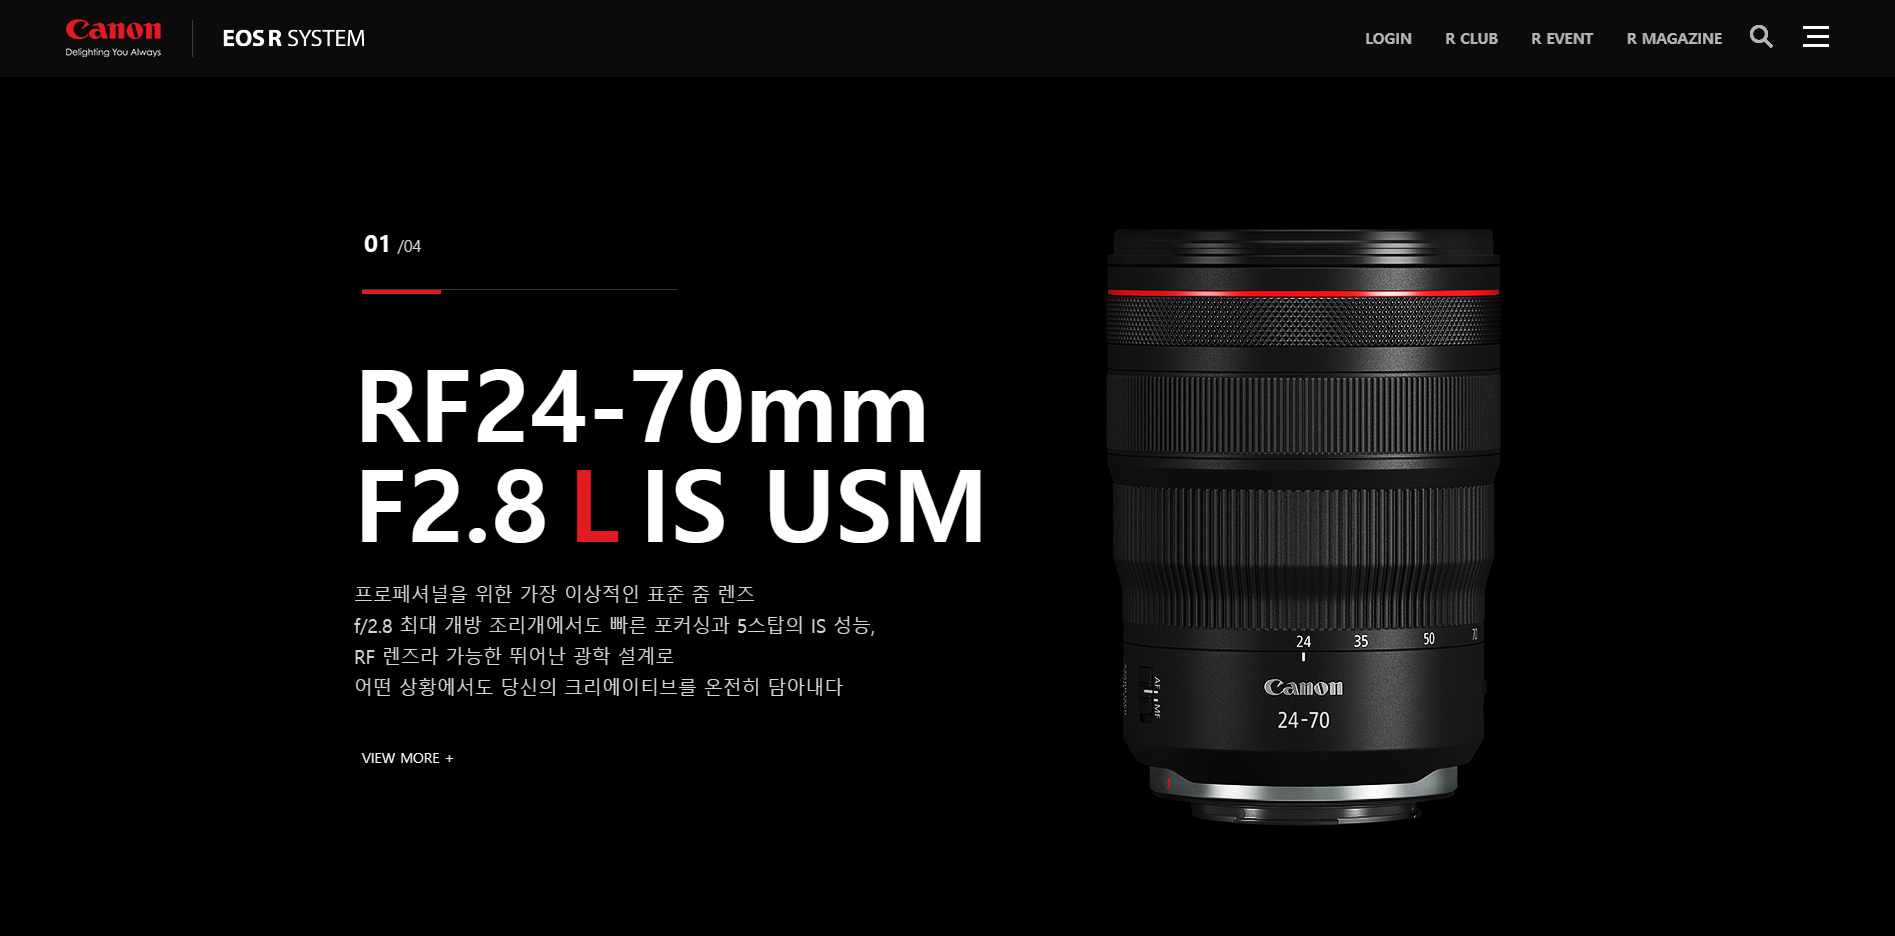 Canon
Delighting You Always
EOS R SYSTEM
LOGIN
R CLUB
R EVENT
R MAGAZINE
01 /04
RF24-70mm
F2.8 L IS USM
프로페셔널을 위한 가장 이상적인 표준 줌 렌즈
f/2.8 최대 개방 조리개에서도 빠른 포커싱과 5스탑의 IS 성능,
RF 렌즈라 가능한 뛰어난 광학 설계로
어떤 상황에서도 당신의 크리에이티브를 온전히 담아내다
VIEW MORE +
24 35 50 70
AF MF
Canon
24-70